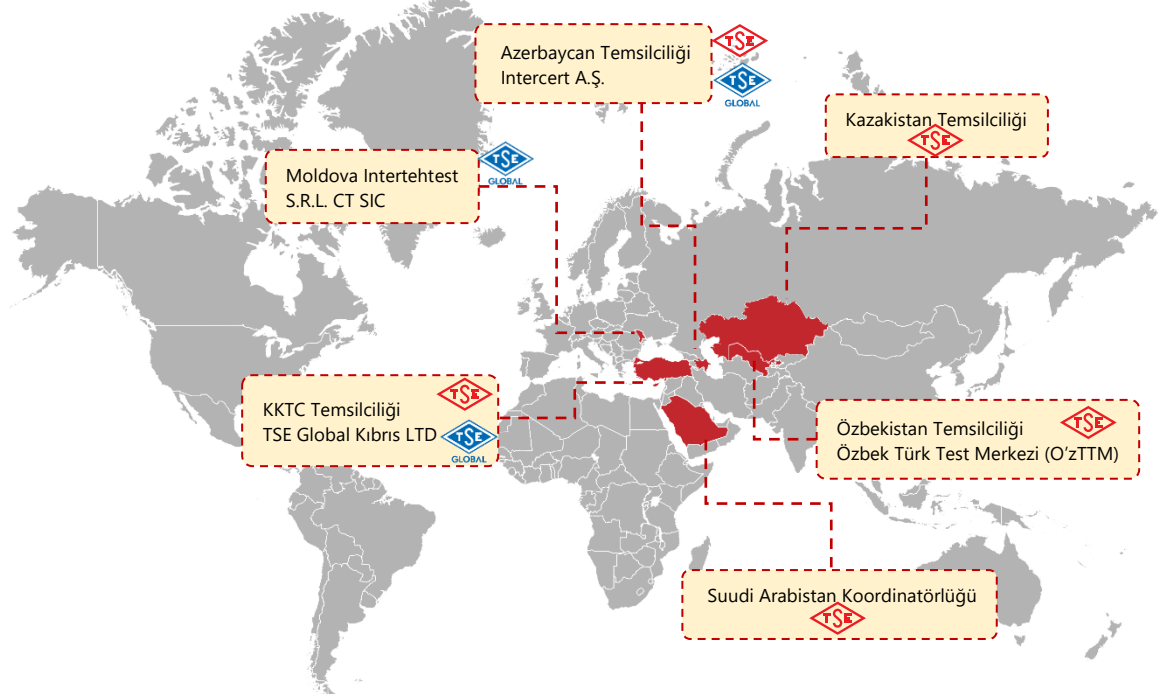 Azerbaycan Temsilciliği
Intercert A.Ş.
TSE
TSE
GLOBAL
Kazakistan Temsilciliği
TSE
Moldova Intertehtest
S.R.L. CT SIC
TSE
GLOBAL
KKTC Temsilciliği
TSE Global Kıbrıs LTD
TSE
TSE
GLOBAL
Özbekistan Temsilciliği
Özbek Türk Test Merkezi (O’zTTM)
TSE
Suudi Arabistan Koordinatörlüğü
TSE